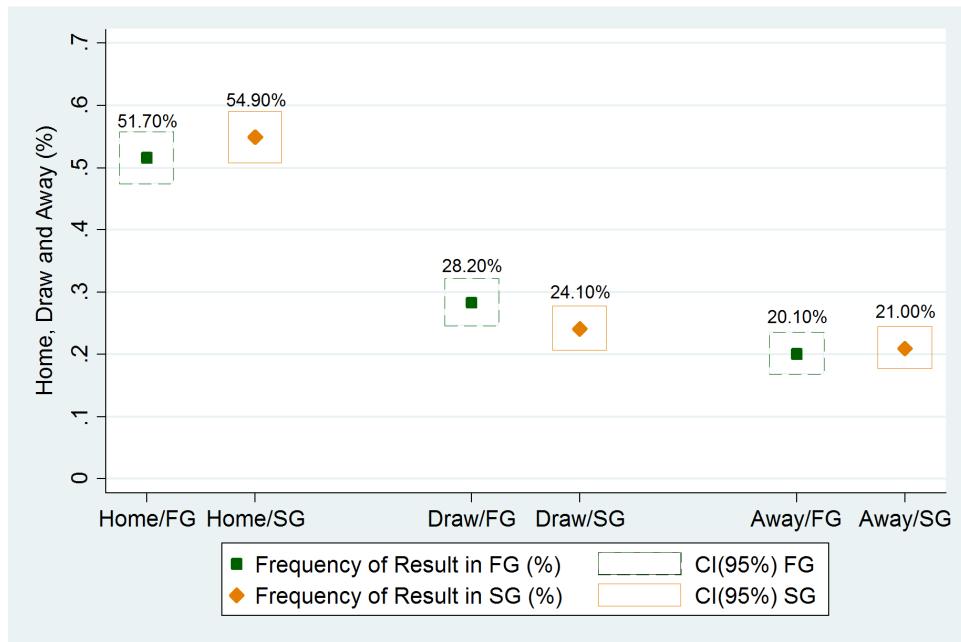 Home, Draw and Away (%)
.7
.6
.5
.4
.3
.2
.1
0
51.70%
54.90%
28.20%
24.10%
20.10%
21.00%
Home/FG
Home/SG
Draw/FG
Draw/SG
Away/FG
Away/SG
Frequency of Result in FG (%)
CI(95%) FG
Frequency of Result in SG (%)
CI(95%) SG